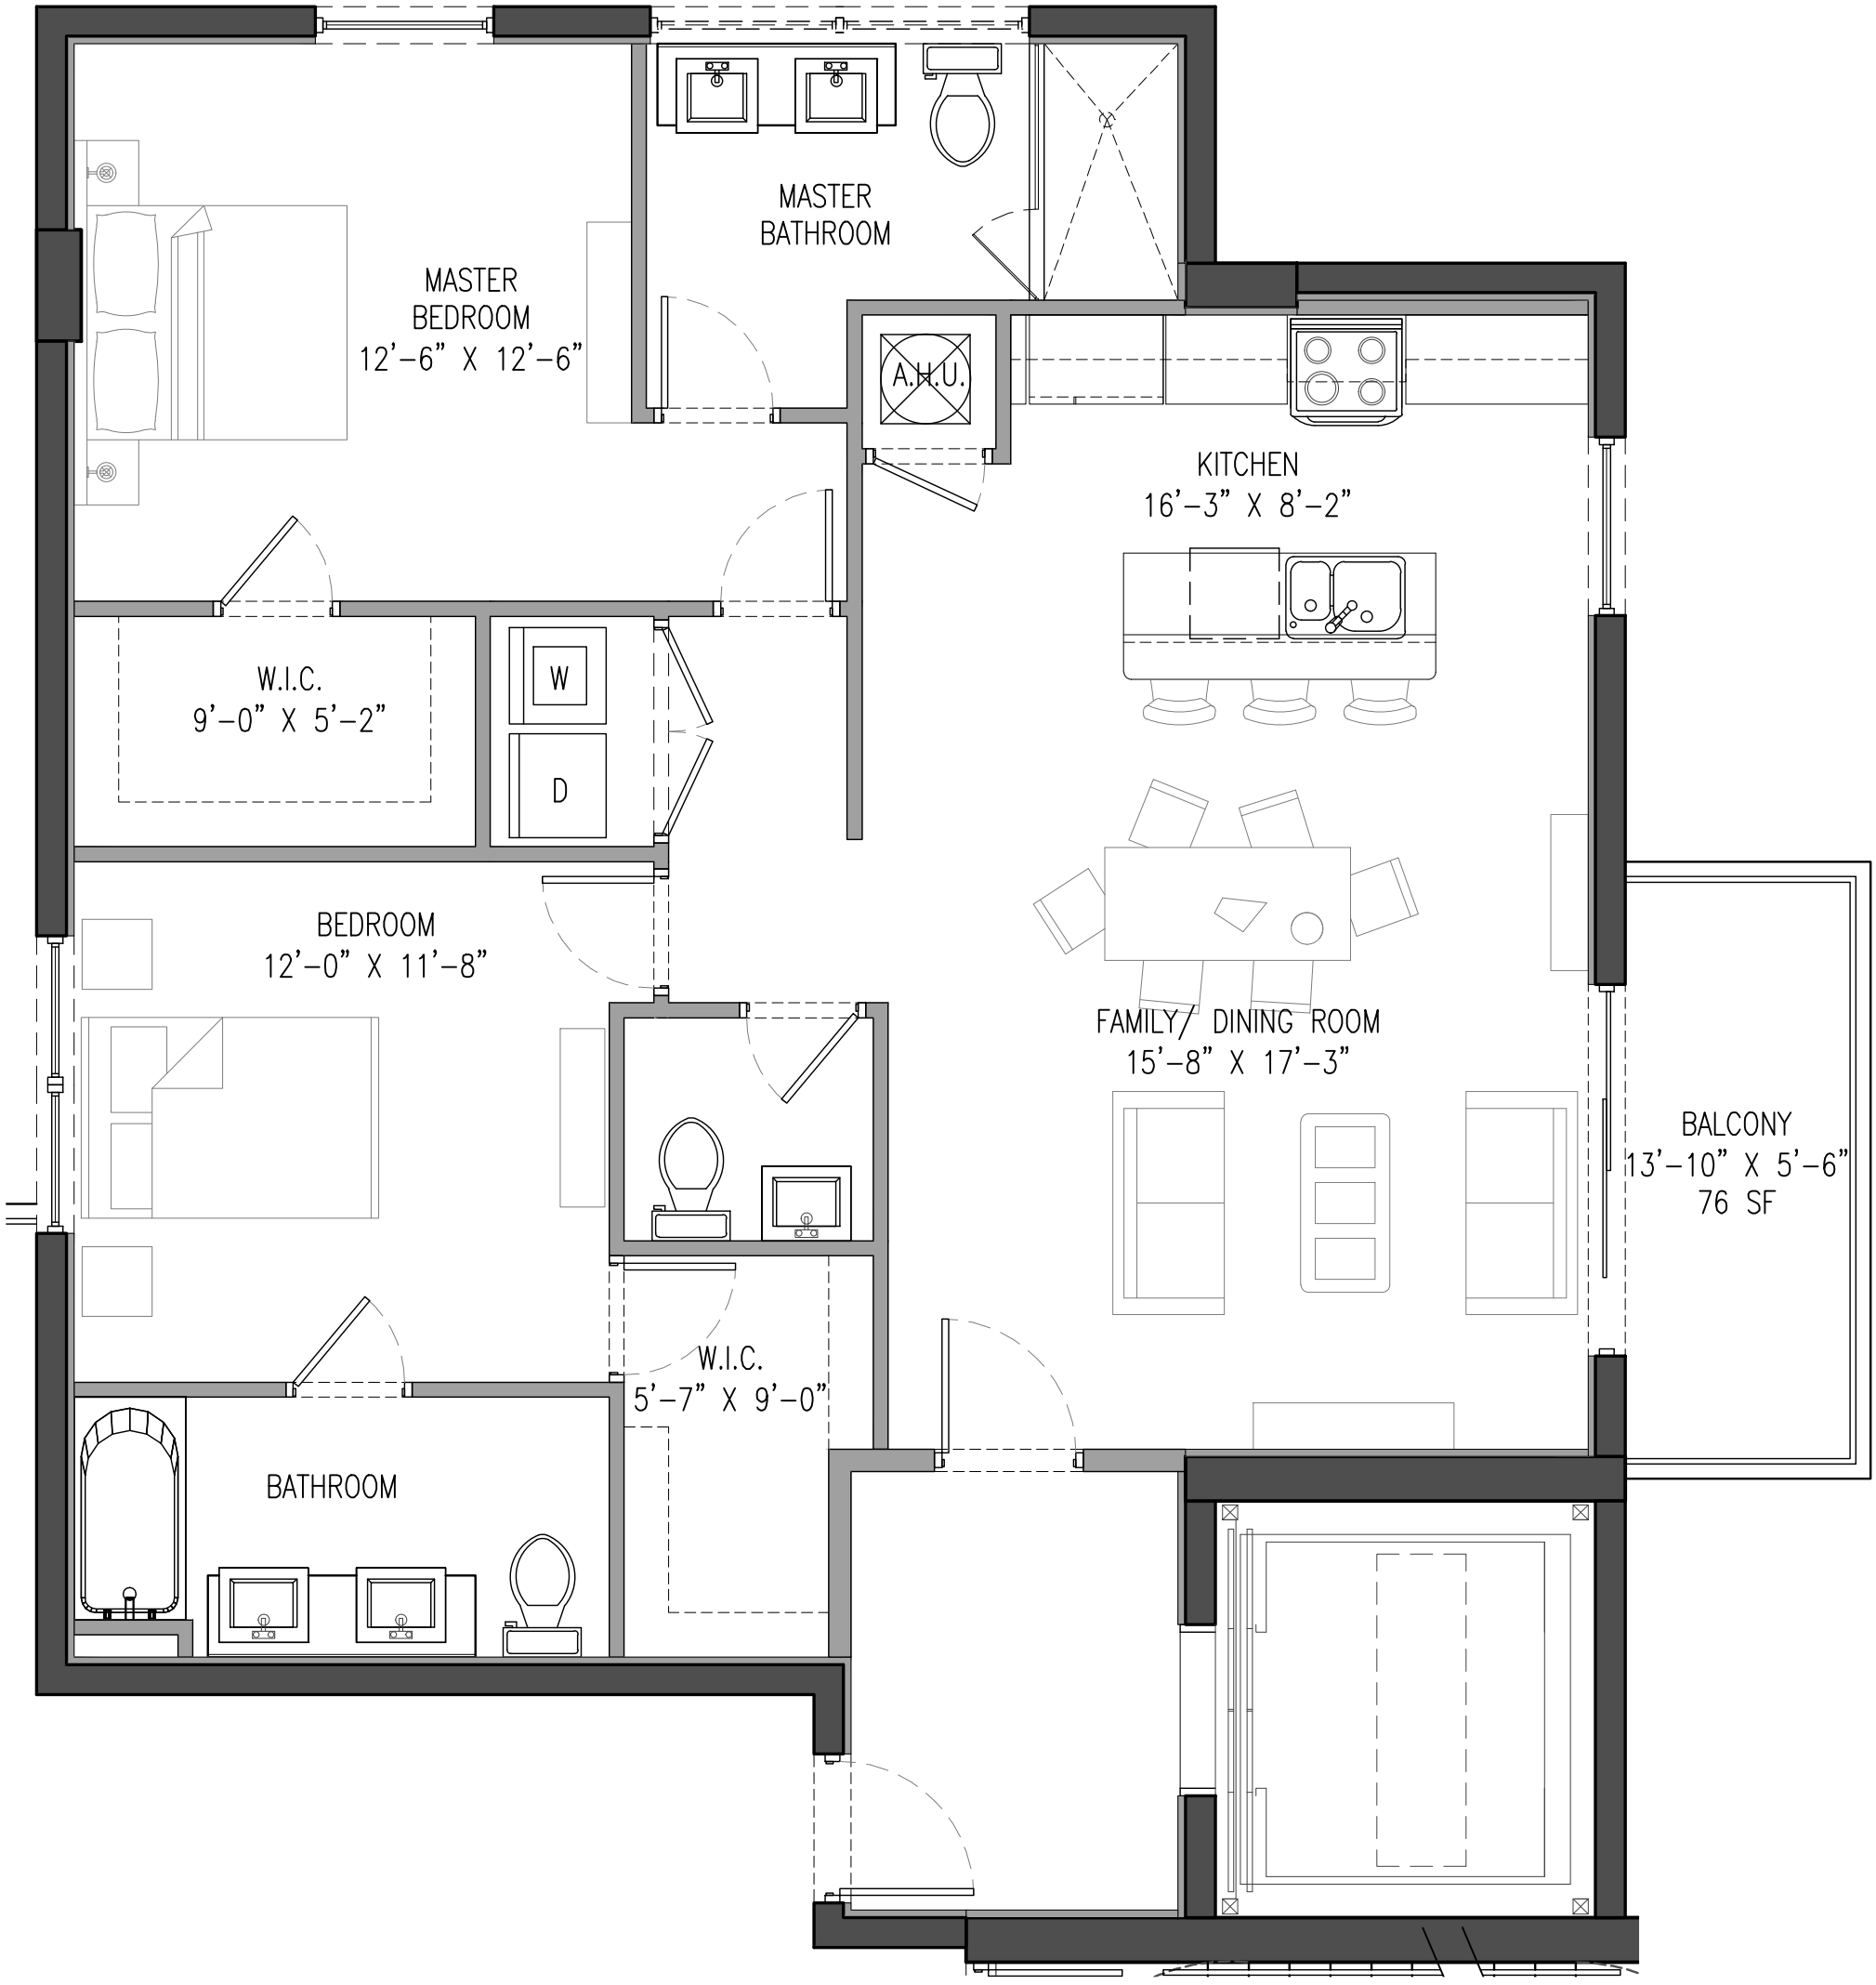 MASTER
BATHROOM
MASTER
BEDROOM
12'-6" X 12'-6"
A.H.U.
KITCHEN
16'-3" X 8'-2"
W.I.C.
9'-0" X 5'-2"
W
D
BEDROOM
12'-0" X 11'-8"
FAMILY/ DINING ROOM
15'-8" X 17'-3"
BALCONY
13'-10" X 5'-6"
76 SF
W.I.C.
5'-7" X 9'-0"
BATHROOM